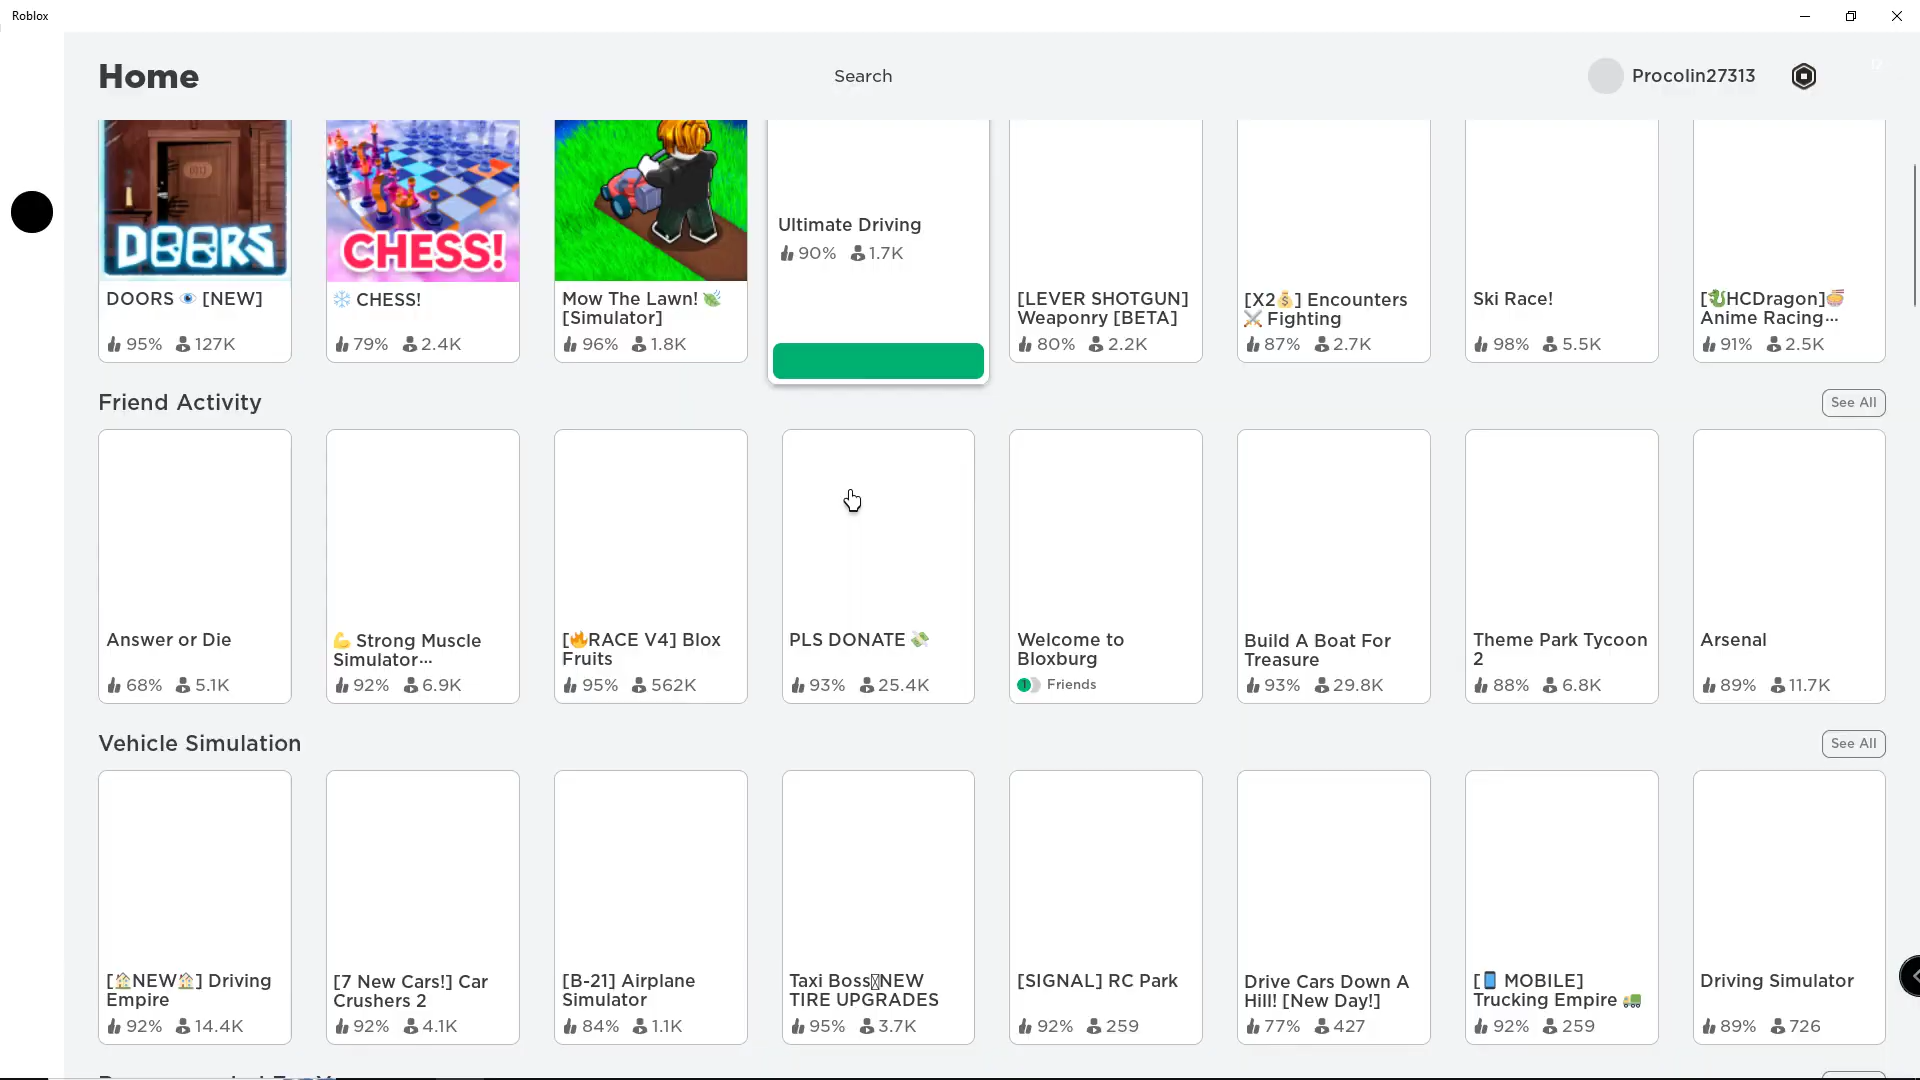 Roblox
Home
Search
Procolin27313
DOORS
CHESS!
DOORS 👁️ [NEW]
❄️ CHESS!
Mow The Lawn! 🍃
[Simulator]
Ultimate Driving
90% 1.7K
[LEVER SHOTGUN]
Weaponry [BETA]
[X2💰] Encounters
⚔️ Fighting
Ski Race!
[🐉HCDragon]🍜
Anime Racing...
95% 127K
79% 2.4K
96% 1.8K
80% 2.2K
87% 2.7K
98% 5.5K
91% 2.5K
Friend Activity
See All
Answer or Die
💪 Strong Muscle
Simulator...
[🔥RACE V4] Blox
Fruits
PLS DONATE 💸
Welcome to
Bloxburg
Build A Boat For
Treasure
Theme Park Tycoon
2
Arsenal
68% 5.1K
92% 6.9K
95% 562K
93% 25.4K
1 Friends
93% 29.8K
88% 6.8K
89% 11.7K
Vehicle Simulation
See All
[🏠NEW🏠] Driving
Empire
[7 New Cars!] Car
Crushers 2
[B-21] Airplane
Simulator
Taxi Boss▯NEW
TIRE UPGRADES
[SIGNAL] RC Park
Drive Cars Down A
Hill! [New Day!]
[📱 MOBILE]
Trucking Empire 🚛
Driving Simulator
92% 14.4K
92% 4.1K
84% 1.1K
95% 3.7K
92% 259
77% 427
92% 259
89% 726